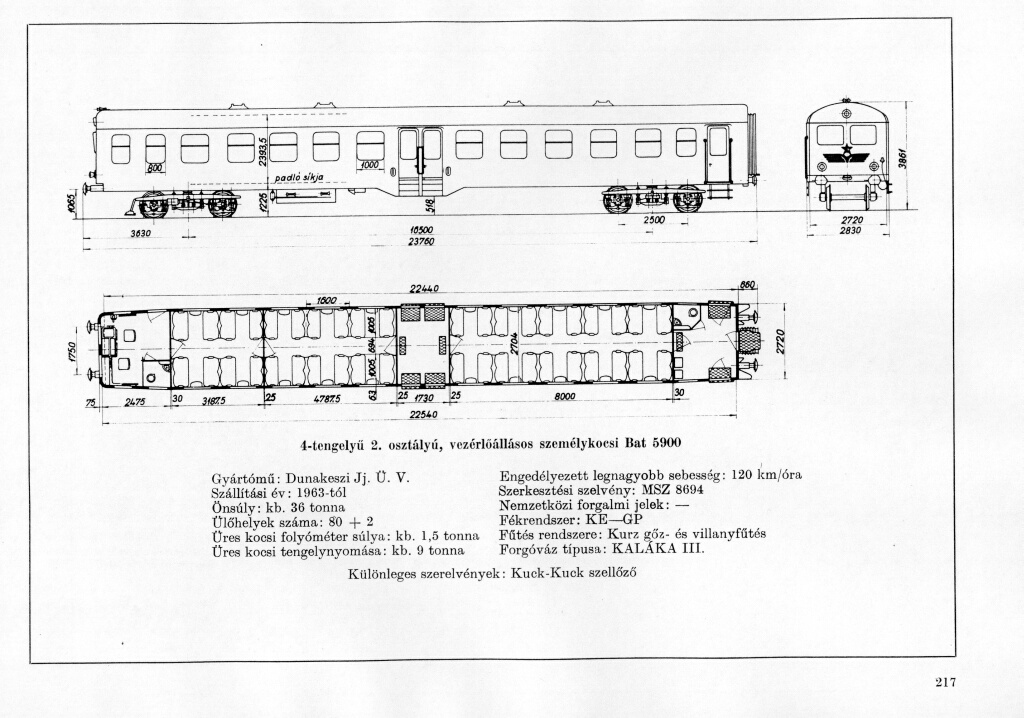 2393,5
800
1000
padló síkja
1065
1225
518
3861
3630
16500
2500
23760
2720
2830
22440
660
1600
1750
1005
694
1005
2704
2720
63
75
2475
30
3187.5
25
4787.5
25
1730
25
8000
30
22540
4-tengelyű 2. osztályú, vezérlőállásos személykocsi Bat 5900
Gyártómű: Dunakeszi Jj. Ü. V.
Szállítási év: 1963-tól
Önsúly: kb. 36 tonna
Ülőhelyek száma: 80 + 2
Üres kocsi folyóméter súlya: kb. 1,5 tonna
Üres kocsi tengelynyomása: kb. 9 tonna
Engedélyezett legnagyobb sebesség: 120 km/óra
Szerkesztési szelvény: MSZ 8694
Nemzetközi forgalmi jelek: —
Fékrendszer: KE—GP
Fűtés rendszere: Kurz gőz- és villanyfűtés
Forgóváz típusa: KALÁKA III.
Különleges szerelvények: Kuck-Kuck szellőző
217